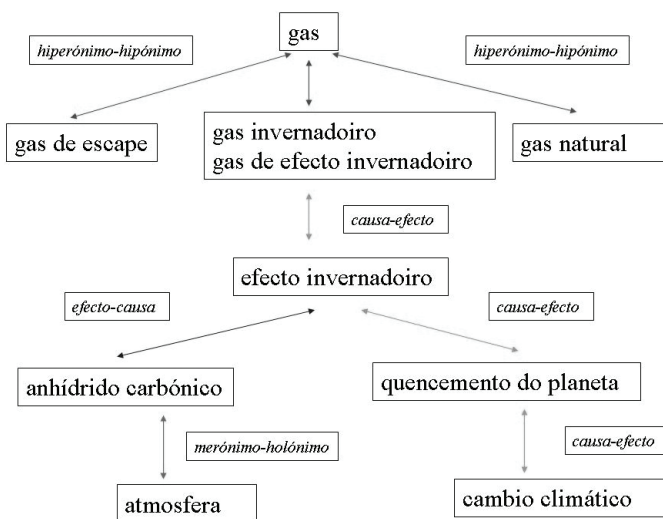 gas
hiperónimo-hipónimo
hiperónimo-hipónimo
gas de escape
gas invernadoiro
gas de efecto invernadoiro
gas natural
causa-efecto
efecto invernadoiro
efecto-causa
causa-efecto
anhídrido carbónico
quencemento do planeta
merónimo-holónimo
causa-efecto
atmosfera
cambio climático